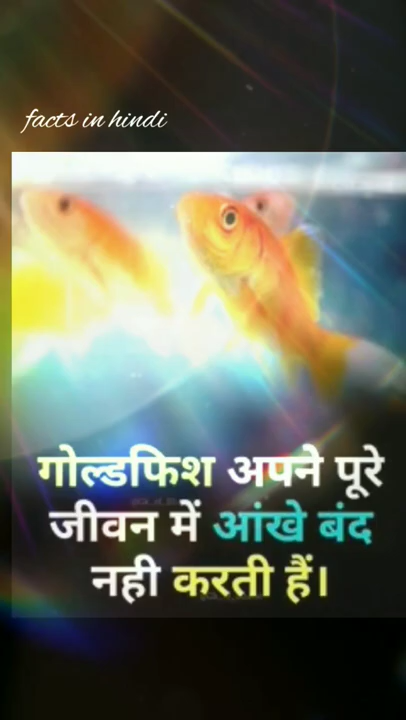 facts in hindi
गोल्डफिश अपने पूरे
जीवन में आंखे बंद
नही करती हैं।